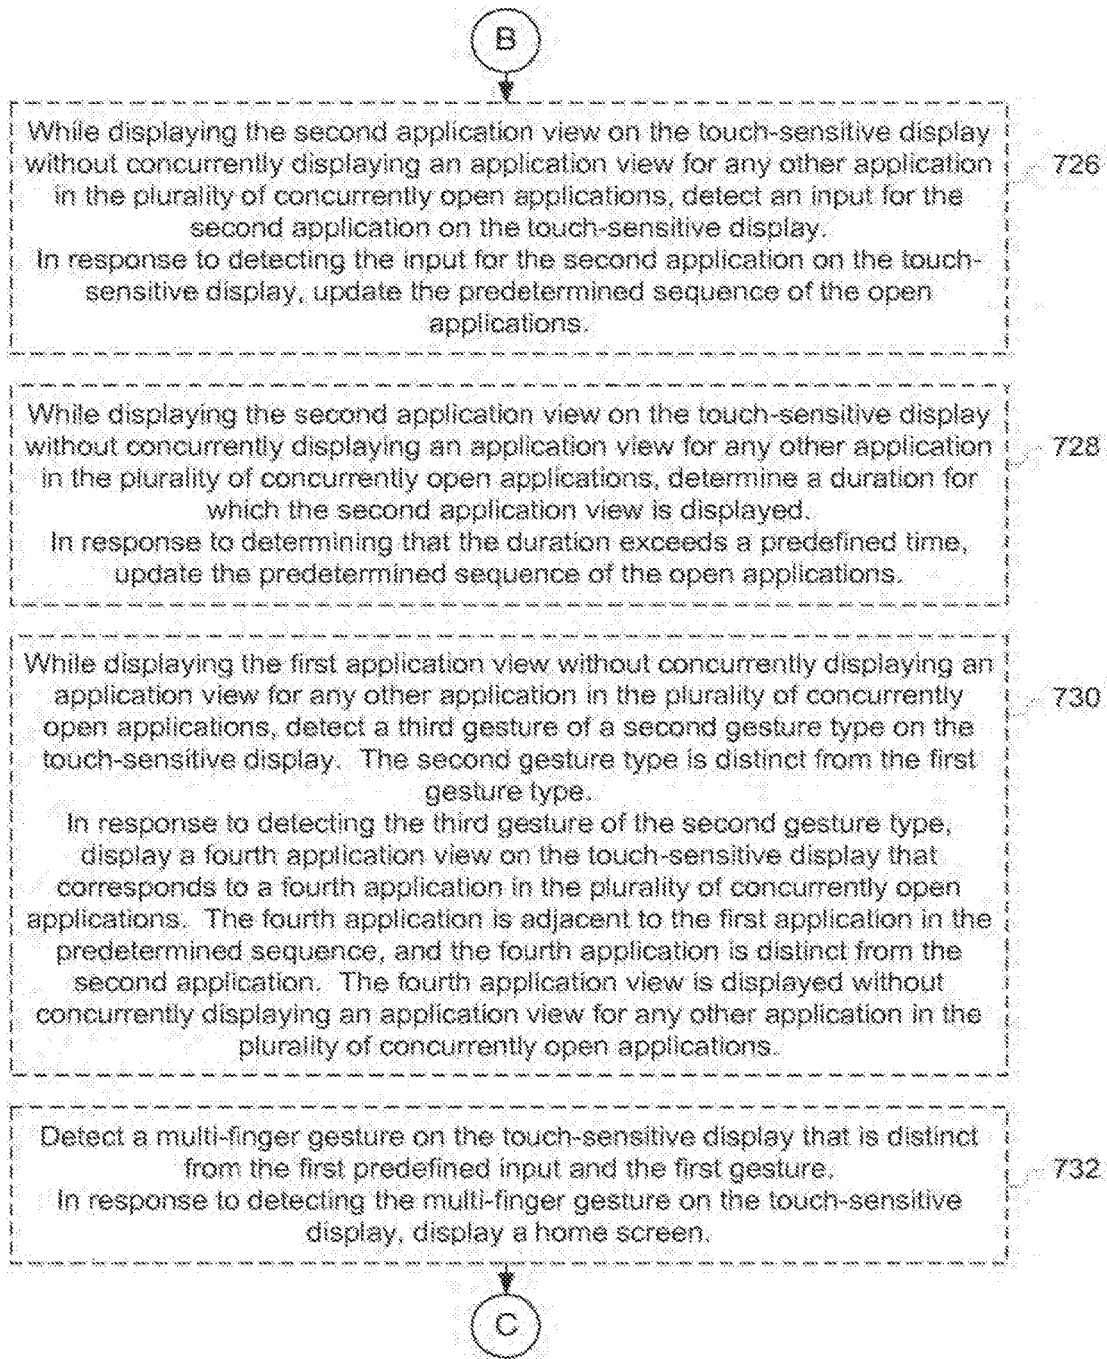 B
While displaying the second application view on the touch-sensitive display
without concurrently displaying an application view for any other application
in the plurality of concurrently open applications, detect an input for the
second application on the touch-sensitive display.
In response to detecting the input for the second application on the touch-
sensitive display, update the predetermined sequence of the open
applications.
726
While displaying the second application view on the touch-sensitive display
without concurrently displaying an application view for any other application
in the plurality of concurrently open applications, determine a duration for
which the second application view is displayed.
In response to determining that the duration exceeds a predefined time,
update the predetermined sequence of the open applications.
728
While displaying the first application view without concurrently displaying an
application view for any other application in the plurality of concurrently
open applications, detect a third gesture of a second gesture type on the
touch-sensitive display. The second gesture type is distinct from the first
gesture type.
In response to detecting the third gesture of the second gesture type,
display a fourth application view on the touch-sensitive display that
corresponds to a fourth application in the plurality of concurrently open
applications. The fourth application is adjacent to the first application in the
predetermined sequence, and the fourth application is distinct from the
second application. The fourth application view is displayed without
concurrently displaying an application view for any other application in the
plurality of concurrently open applications.
730
Detect a multi-finger gesture on the touch-sensitive display that is distinct
from the first predefined input and the first gesture.
In response to detecting the multi-finger gesture on the touch-sensitive
display, display a home screen.
732
C